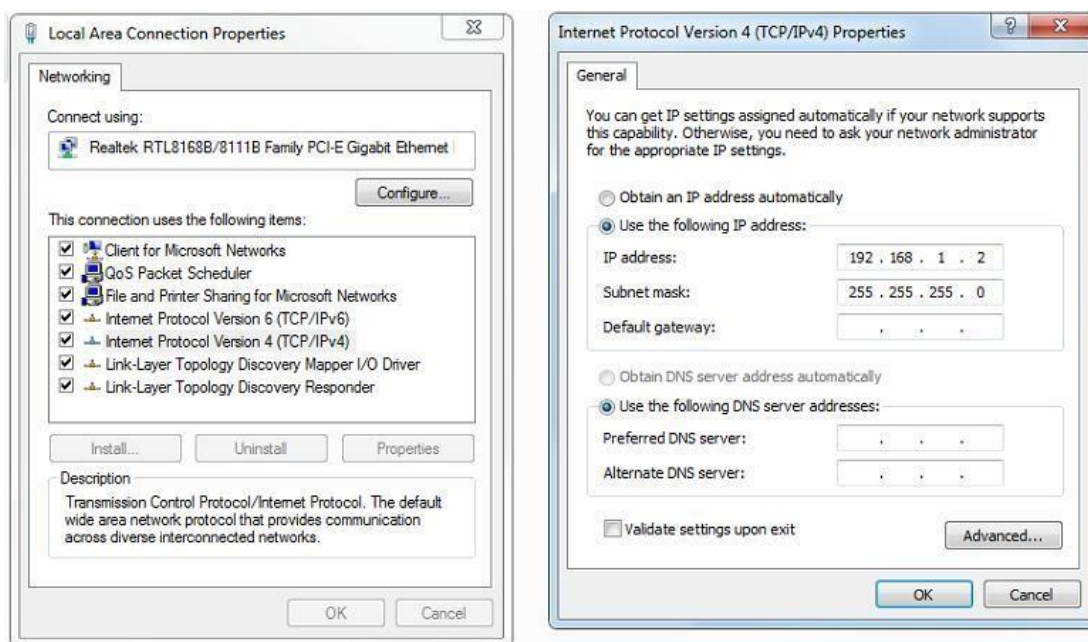 Local Area Connection Properties
Networking
Connect using:
Realtek RTL8168B/8111B Family PCI-E Gigabit Ethernet
Configure...
This connection uses the following items:
Client for Microsoft Networks
QoS Packet Scheduler
File and Printer Sharing for Microsoft Networks
Internet Protocol Version 6 (TCP/IPv6)
Internet Protocol Version 4 (TCP/IPv4)
Link-Layer Topology Discovery Mapper I/O Driver
Link-Layer Topology Discovery Responder
Install...
Uninstall
Properties
Description
Transmission Control Protocol/Internet Protocol. The default
wide area network protocol that provides communication
across diverse interconnected networks.
OK
Cancel
Internet Protocol Version 4 (TCP/IPv4) Properties
General
You can get IP settings assigned automatically if your network supports
this capability. Otherwise, you need to ask your network administrator
for the appropriate IP settings.
Obtain an IP address automatically
Use the following IP address:
IP address: 192 . 168 . 1 . 2
Subnet mask: 255 . 255 . 255 . 0
Default gateway: . . .
Obtain DNS server address automatically
Use the following DNS server addresses:
Preferred DNS server: . . .
Alternate DNS server: . . .
Validate settings upon exit
Advanced...
OK
Cancel